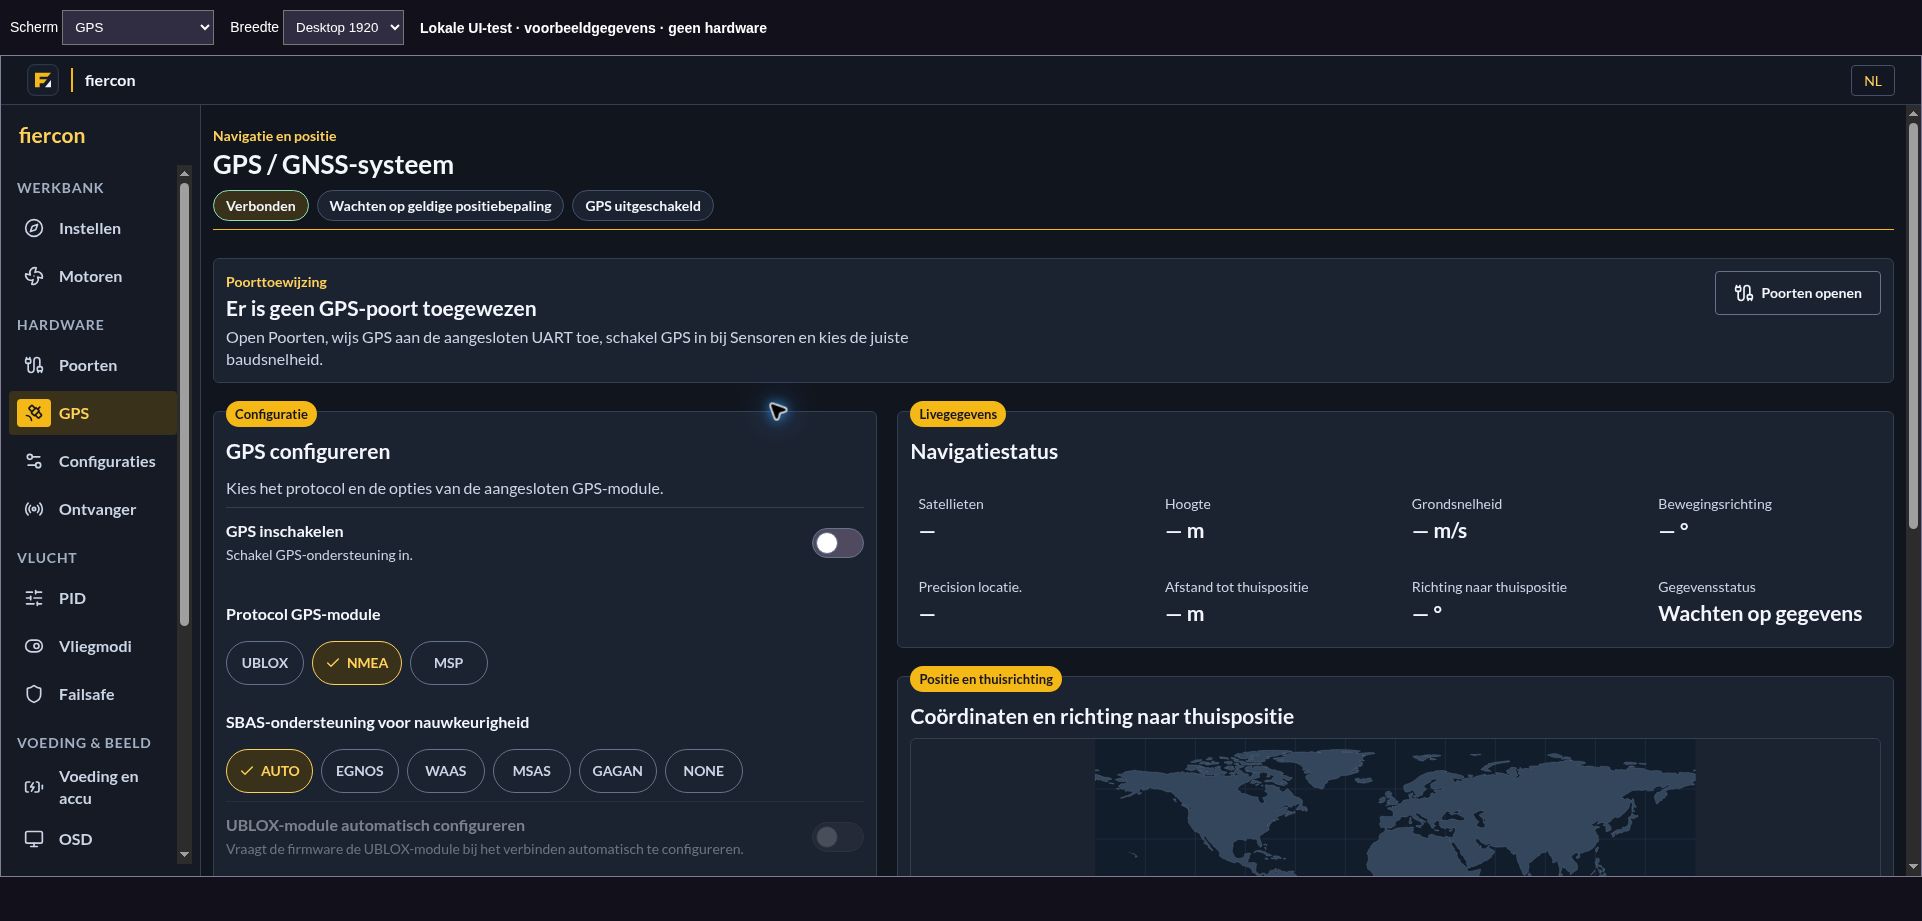 Scherm GPS Breedte Desktop 1920 Lokale UI-test · voorbeeldgegevens · geen hardware
fiercon
NL
fiercon
WERKBANK
Instellen
Motoren
HARDWARE
Poorten
GPS
Configuraties
Ontvanger
VLUCHT
PID
Vliegmodi
Failsafe
VOEDING & BEELD
Voeding en
accu
OSD
Navigatie en positie
GPS / GNSS-systeem
Verbonden Wachten op geldige positiebepaling GPS uitgeschakeld
Poorttoewijzing
Er is geen GPS-poort toegewezen
Open Poorten, wijs GPS aan de aangesloten UART toe, schakel GPS in bij Sensoren en kies de juiste
baudsnelheid.
Poorten openen
Configuratie
GPS configureren
Kies het protocol en de opties van de aangesloten GPS-module.
GPS inschakelen
Schakel GPS-ondersteuning in.
Protocol GPS-module
UBLOX NMEA MSP
SBAS-ondersteuning voor nauwkeurigheid
AUTO EGNOS WAAS MSAS GAGAN NONE
UBLOX-module automatisch configureren
Vraagt de firmware de UBLOX-module bij het verbinden automatisch te configureren.
Livegegevens
Navigatiestatus
Satellieten Hoogte Grondsnelheid Bewegingsrichting
— — m — m/s — °
Precision locatie. Afstand tot thuispositie Richting naar thuispositie Gegevensstatus
— — m — ° Wachten op gegevens
Positie en thuisrichting
Coördinaten en richting naar thuispositie